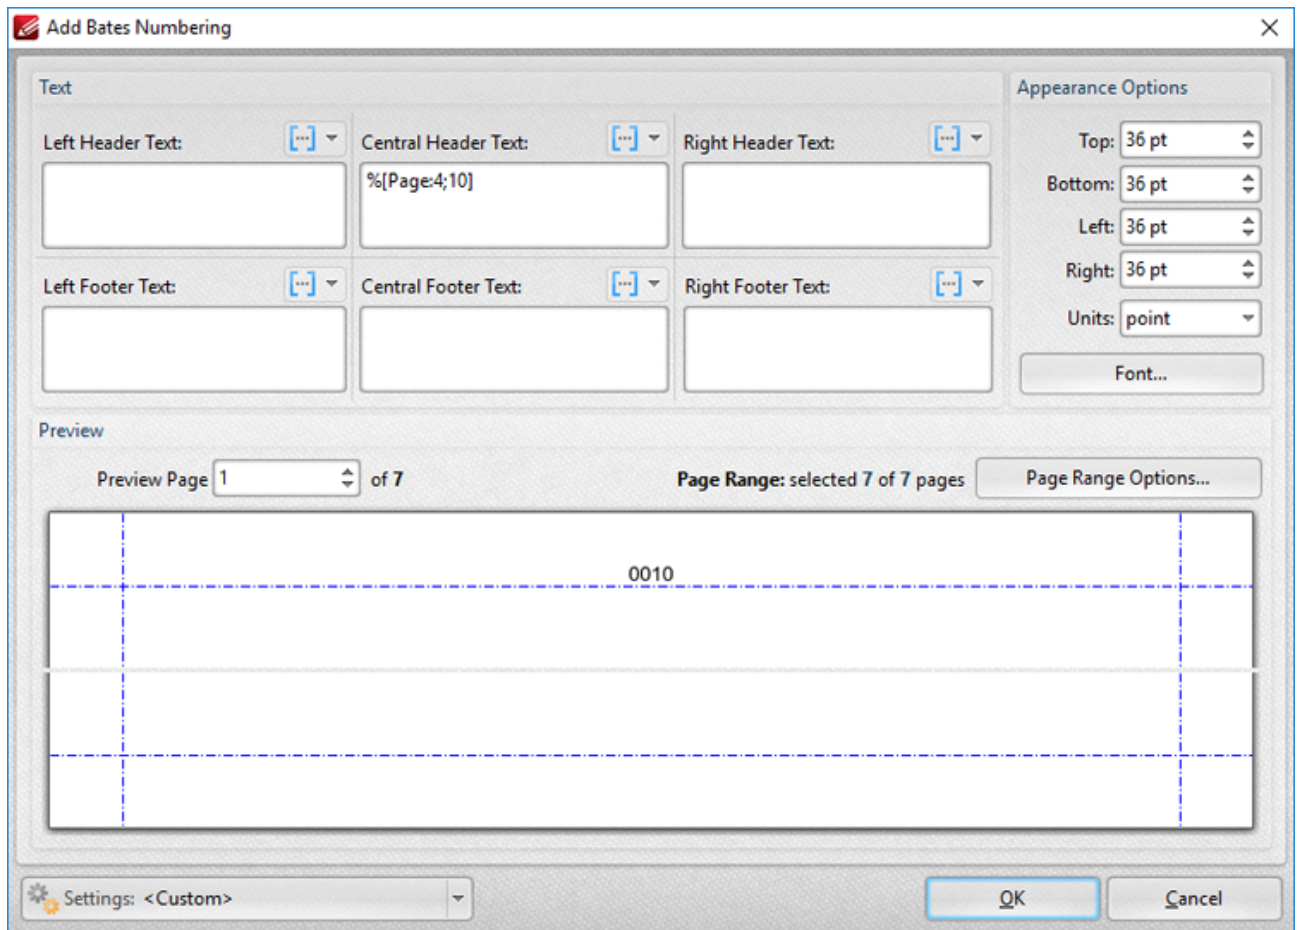 Add Bates Numbering
Text
Appearance Options
Left Header Text:
Central Header Text:
Right Header Text:
%[Page:4;10]
Top: 36 pt
Bottom: 36 pt
Left: 36 pt
Right: 36 pt
Units: point
Font...
Left Footer Text:
Central Footer Text:
Right Footer Text:
Preview
Preview Page 1 of 7
Page Range: selected 7 of 7 pages
Page Range Options...
0010
Settings: <Custom>
OK
Cancel